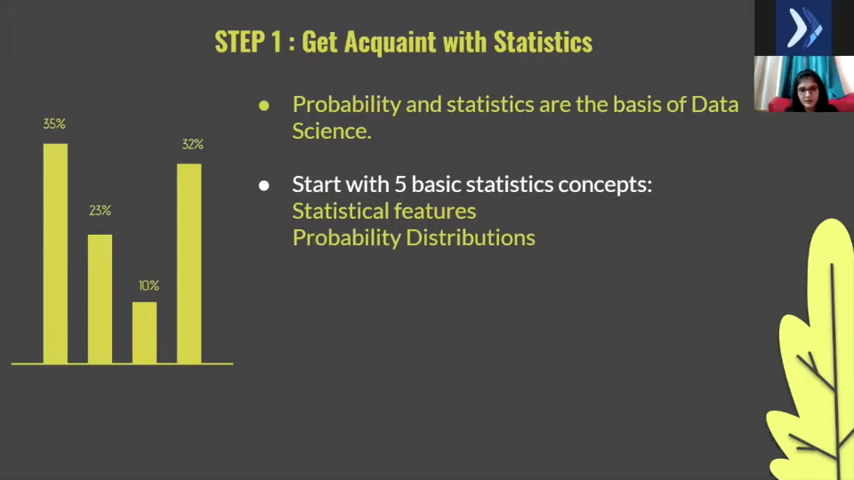 STEP 1 : Get Acquaint with Statistics
● Probability and statistics are the basis of Data
Science.
● Start with 5 basic statistics concepts:
Statistical features
Probability Distributions
35%
23%
10%
32%